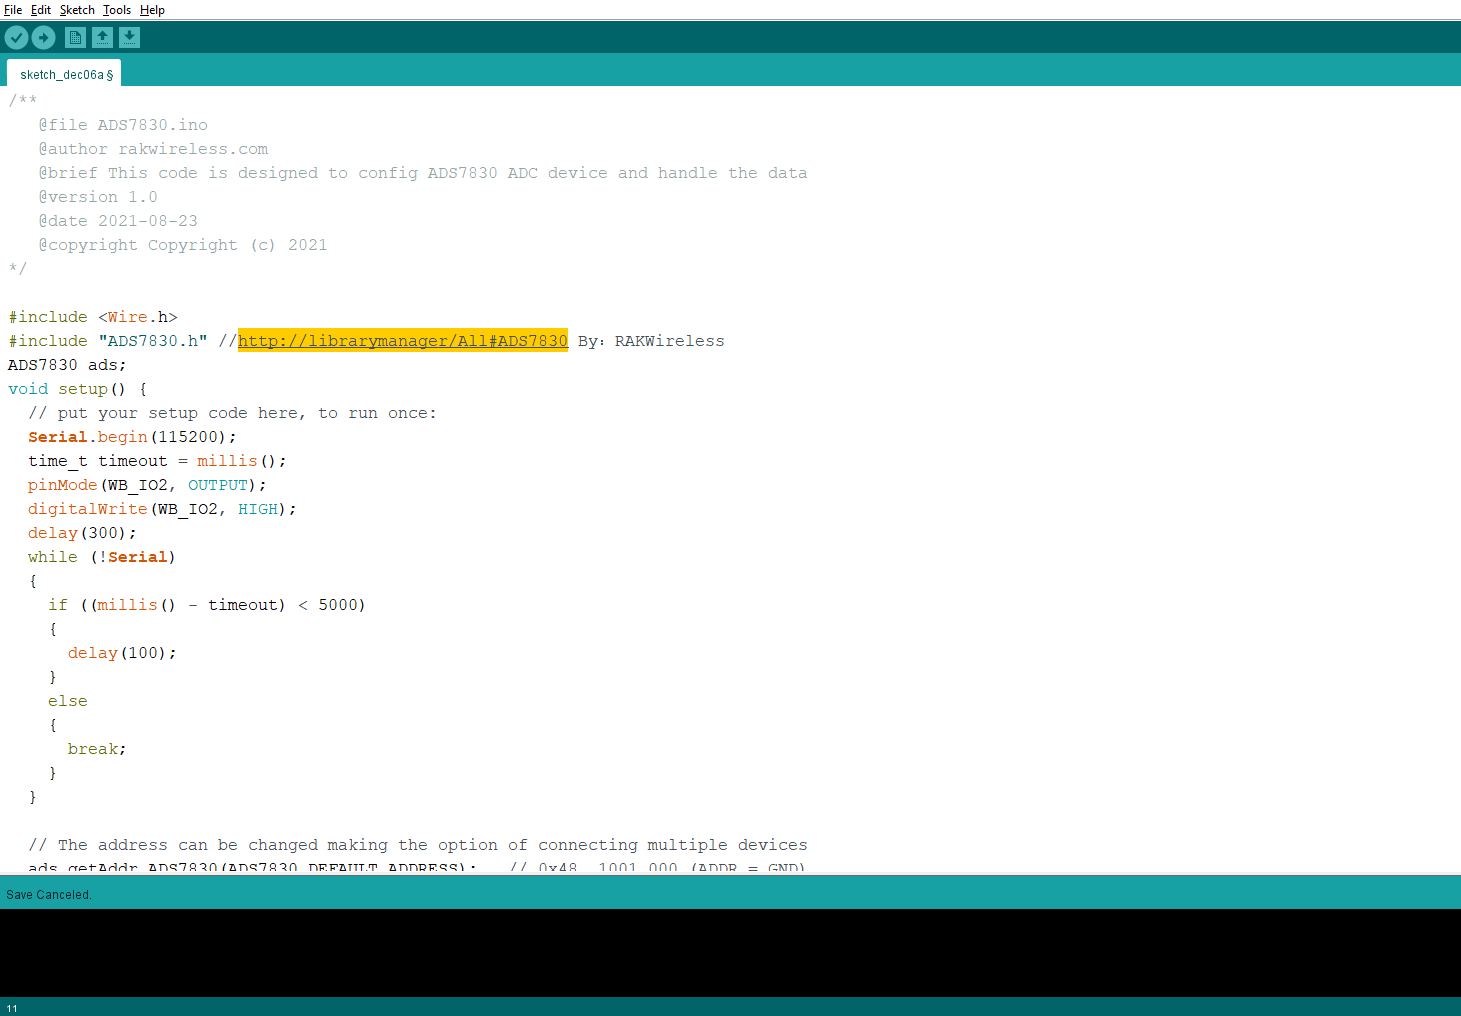 File Edit Sketch Tools Help
sketch_dec06a §
/**
   @file ADS7830.ino
   @author rakwireless.com
   @brief This code is designed to config ADS7830 ADC device and handle the data
   @version 1.0
   @date 2021-08-23
   @copyright Copyright (c) 2021
*/
#include <Wire.h>
#include "ADS7830.h" //http://librarymanager/All#ADS7830 By：RAKWireless
ADS7830 ads;
void setup() {
  // put your setup code here, to run once:
  Serial.begin(115200);
  time_t timeout = millis();
  pinMode(WB_IO2, OUTPUT);
  digitalWrite(WB_IO2, HIGH);
  delay(300);
  while (!Serial)
  {
    if ((millis() - timeout) < 5000)
    {
      delay(100);
    }
    else
    {
      break;
    }
  }
  // The address can be changed making the option of connecting multiple devices
  ads.getAddr_ADS7830(ADS7830_DEFAULT_ADDRESS);   // 0x48, 1001 000 (ADDR = GND)
Save Canceled.
11